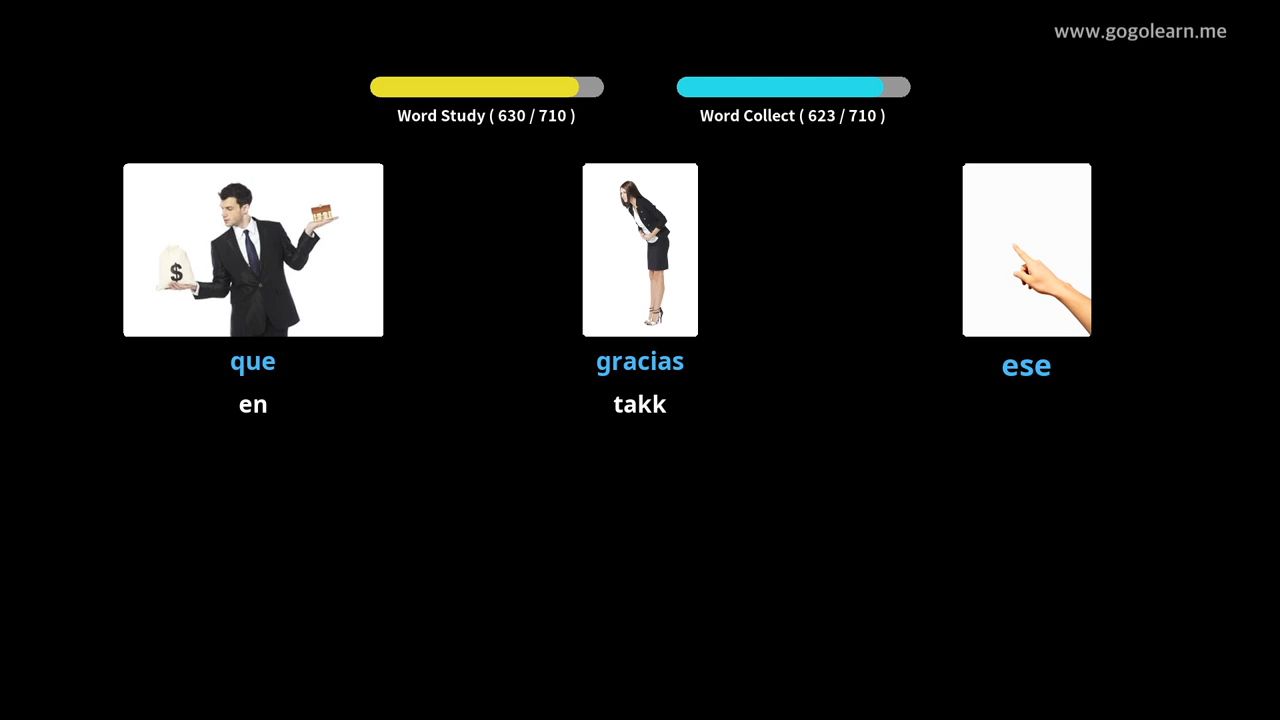 www.gogolearn.me
Word Study ( 630 / 710 )
Word Collect ( 623 / 710 )
$
que
gracias
ese
en
takk